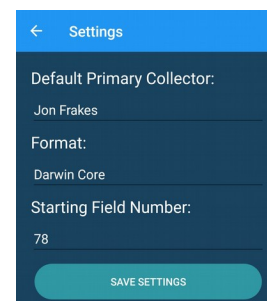 Settings
Default Primary Collector:
Jon Frakes
Format:
Darwin Core
Starting Field Number:
78
SAVE SETTINGS